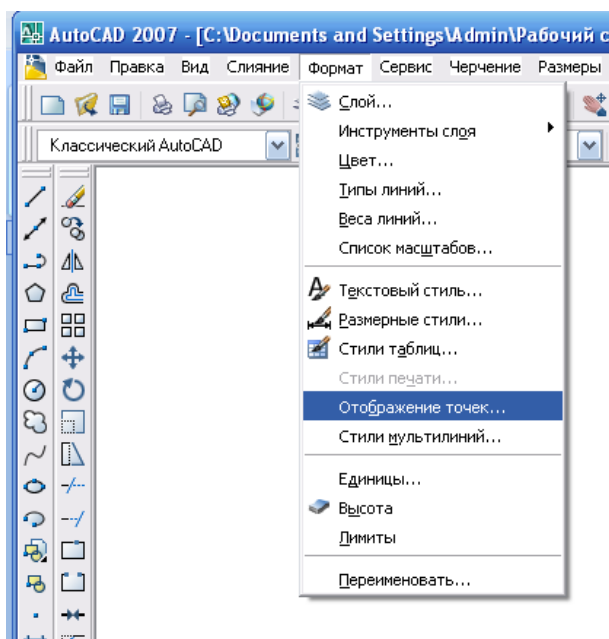 AutoCAD 2007 - [C:\Documents and Settings\Admin\Рабочий с
Файл Правка Вид Слияние Формат Сервис Черчение Размеры
Классический AutoCAD
Слой...
Инструменты слоя
Цвет...
Типы линий...
Веса линий...
Список масштабов...
Текстовый стиль...
Размерные стили...
Стили таблиц...
Стили печати...
Отображение точек...
Стили мультилиний...
Единицы...
Высота
Лимиты
Переименовать...